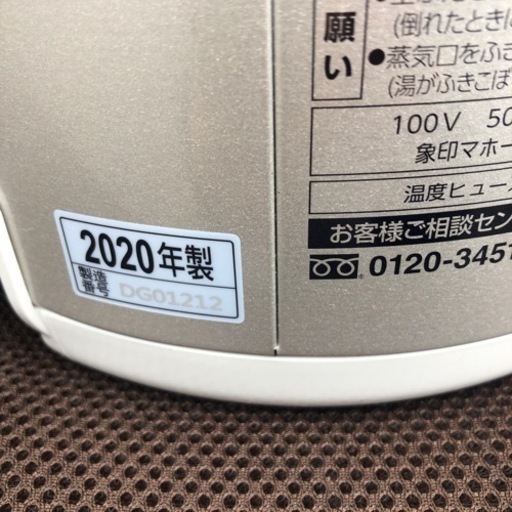 願い
(倒れたときに
●蒸気口をふさ
(湯がふきこぼ
100V 50
象印マホー
温度ヒュー
お客様ご相談セン
0120-3451
2020年製
製造番号 DG01212